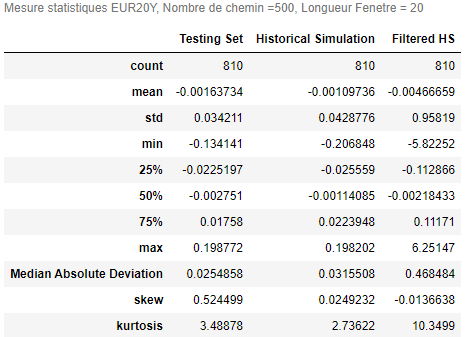 Mesure statistiques EUR20Y, Nombre de chemin =500, Longueur Fenetre = 20
Testing Set Historical Simulation Filtered HS
count 810 810 810
mean -0.00163734 -0.00109736 -0.00466659
std 0.034211 0.0428776 0.95819
min -0.134141 -0.206848 -5.82252
25% -0.0225197 -0.025559 -0.112866
50% -0.002751 -0.00114085 -0.00218433
75% 0.01758 0.0223948 0.11171
max 0.198772 0.198202 6.25147
Median Absolute Deviation 0.0254858 0.0315508 0.468484
skew 0.524499 0.0249232 -0.0136638
kurtosis 3.48878 2.73622 10.3499